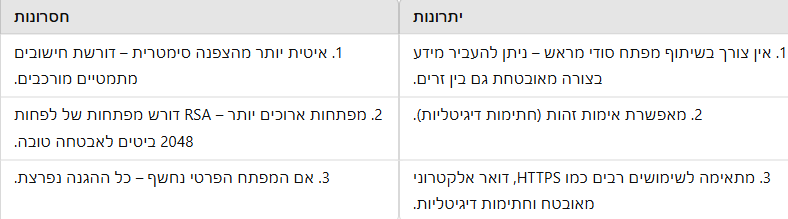 יתרונות
חסרונות
1. אין צורך בשיתוף מפתח סודי מראש – ניתן להעביר מידע
בצורה מאובטחת גם בין זרים.
1. איטית יותר מהצפנה סימטרית – דורשת חישובים
מתמטיים מורכבים.
2. מאפשרת אימות זהות (חתימות דיגיטליות).
2. מפתחות ארוכים יותר – RSA דורש מפתחות של לפחות
2048 ביטים לאבטחה טובה.
3. מתאימה לשימושים רבים כמו HTTPS, דואר אלקטרוני
מאובטח וחתימות דיגיטליות.
3. אם המפתח הפרטי נחשף – כל ההגנה נפרצת.